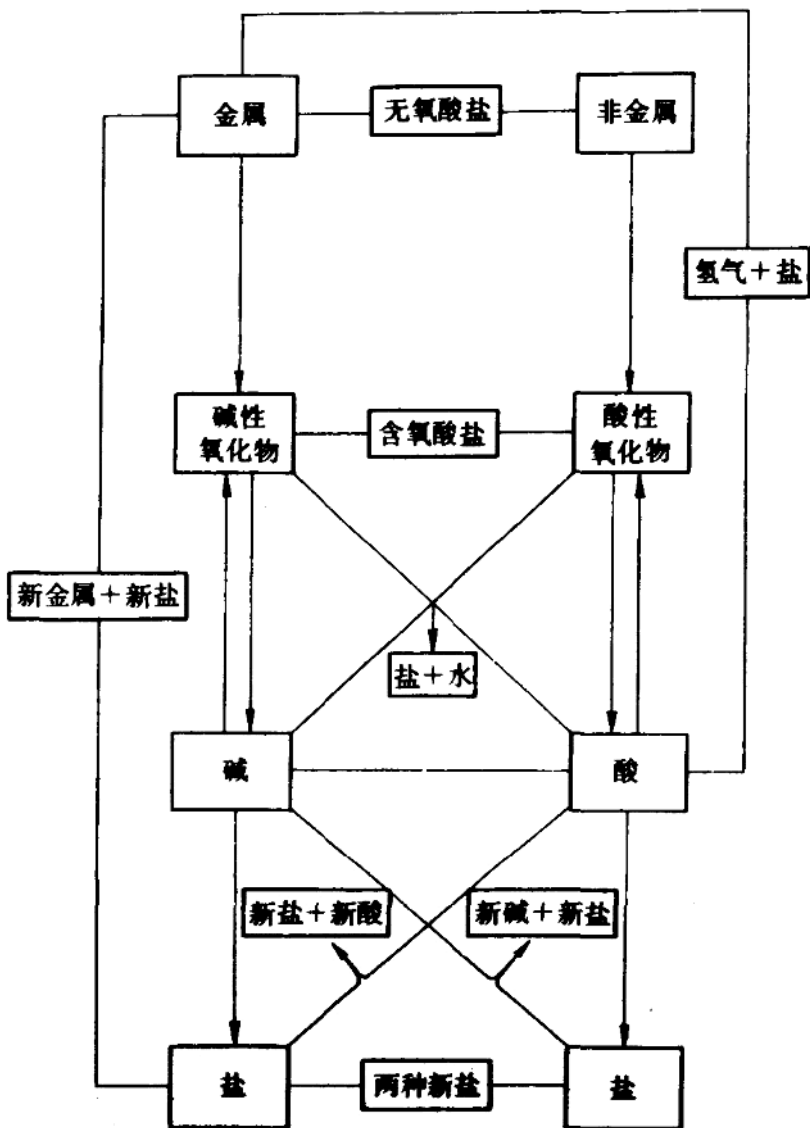 金属
无氧酸盐
非金属
氢气+盐
碱性
氧化物
含氧酸盐
酸性
氧化物
新金属+新盐
盐+水
碱
酸
新盐+新酸
新碱+新盐
盐
两种新盐
盐